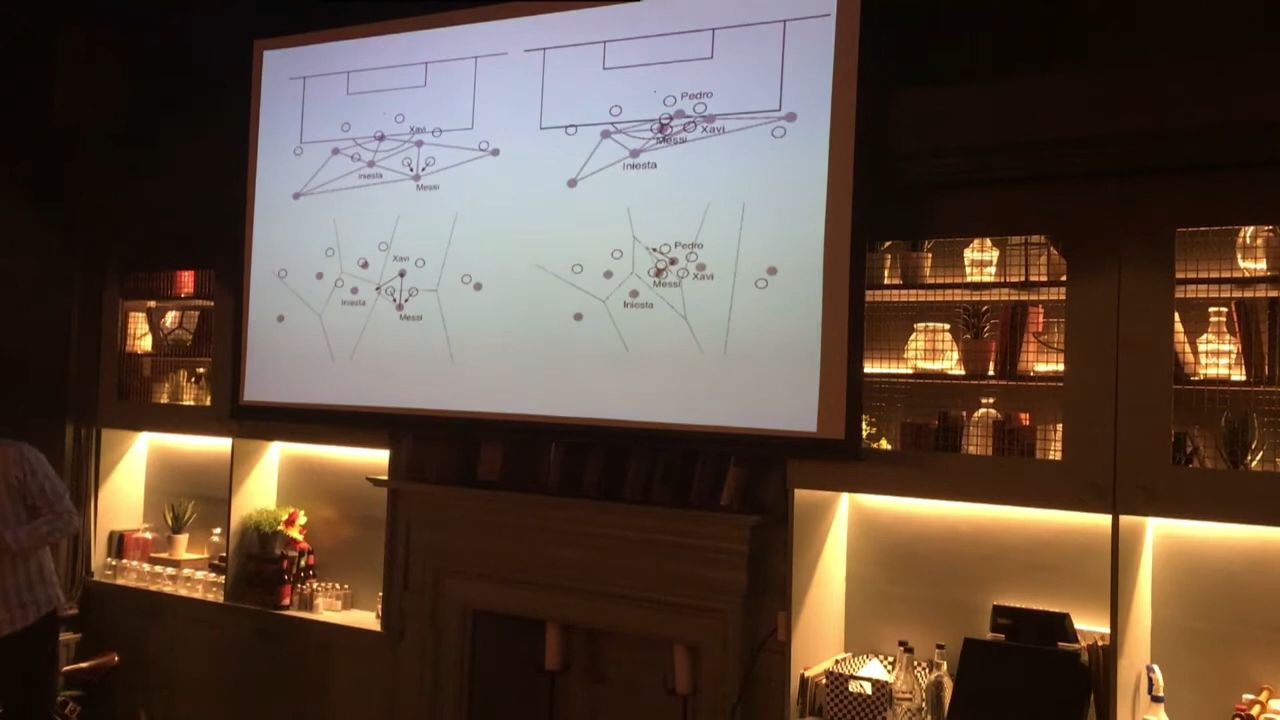 Xavi
Iniesta
Messi
Pedro
Xavi
Messi
Iniesta
Xavi
Iniesta
Messi
Pedro
Xavi
Messi
Iniesta